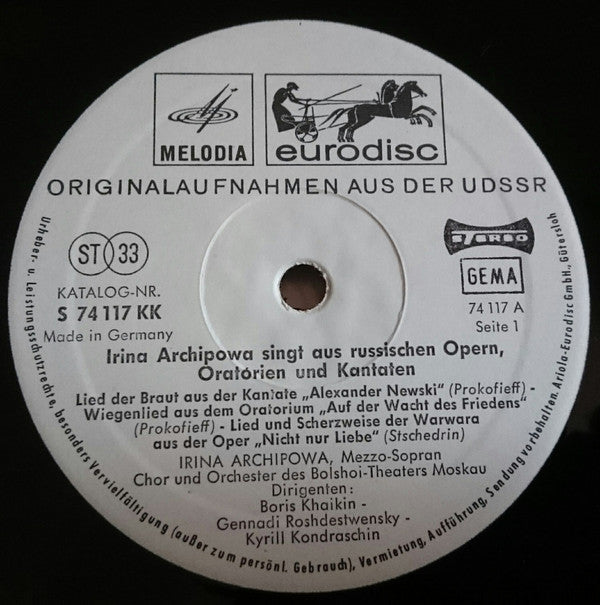 MELODIA
eurodisc
ORIGINALAUFNAHMEN AUS DER UDSSR
ST 33
STEREO
GEMA
KATALOG-NR.
S 74 117 KK
Made in Germany
74 117 A
Seite 1
Irina Archipowa singt aus russischen Opern,
Oratorien und Kantaten
Lied der Braut aus der Kantate „Alexander Newski" (Prokofieff) -
Wiegenlied aus dem Oratorium „Auf der Wacht des Friedens"
(Prokofieff) - Lied und Scherzweise der Warwara
aus der Oper „Nicht nur Liebe" (Stschedrin)
IRINA ARCHIPOWA, Mezzo-Sopran
Chor und Orchester des Bolshoi-Theaters Moskau
Dirigenten:
Boris Khaikin -
Gennadi Roshdestwensky -
Kyrill Kondraschin
Urheber- u. Leistungsschutzrechte, besonders Vervielfältigung (außer zum persönl. Gebrauch), Vermietung, Aufführung, Sendung vorbehalten. Ariola-Eurodisc GmbH., Gütersloh